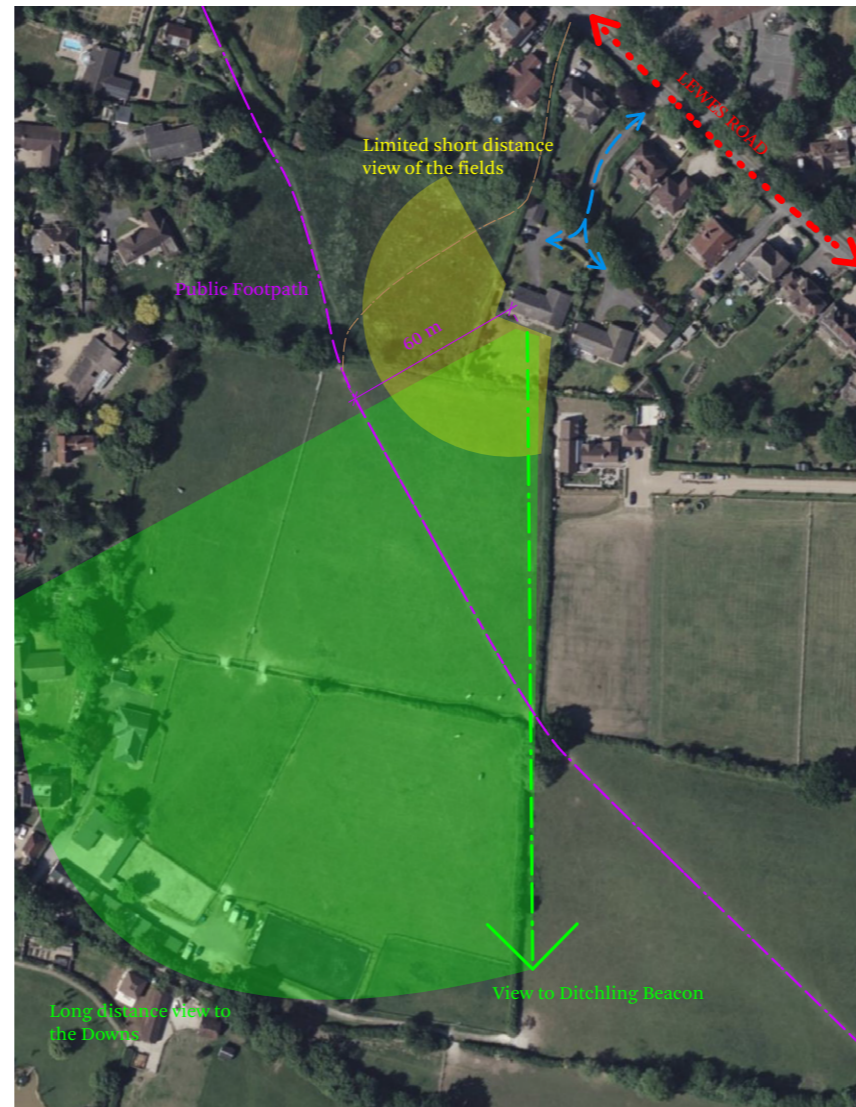 LEWES ROAD
Limited short distance
view of the fields
Public Footpath
60 m
View to Ditchling Beacon
Long distance view to
the Downs